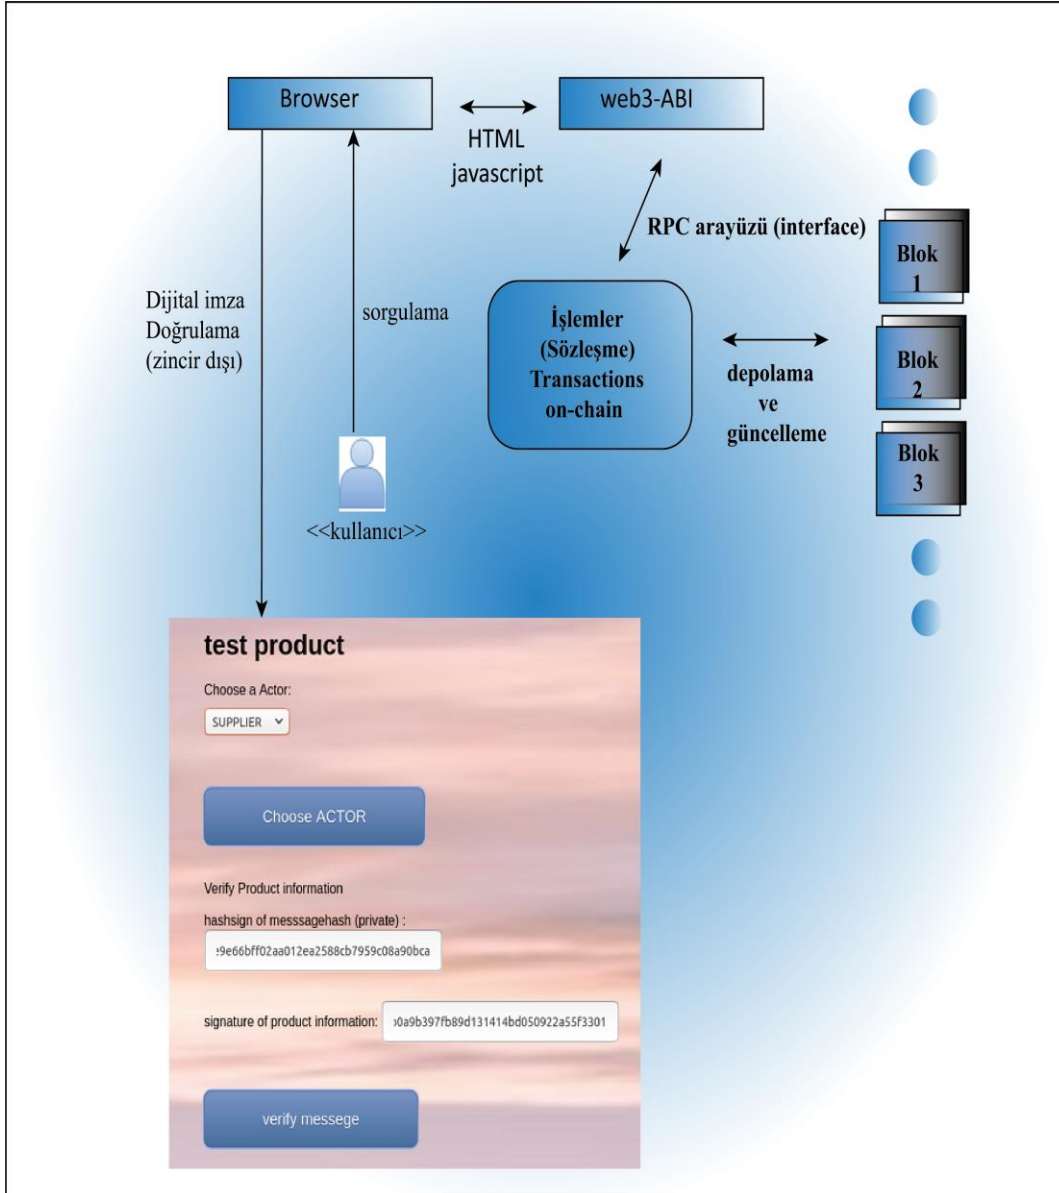 Browser
web3-ABI
HTML
javascript
RPC arayüzü (interface)
Blok
1
Dijital imza
Doğrulama
(zincir dışı)
sorgulama
İşlemler
(Sözleşme)
Transactions
on-chain
depolama
ve
güncelleme
Blok
2
Blok
3
<<kullanıcı>>
test product
Choose a Actor:
SUPPLIER
Choose ACTOR
Verify Product information
hashsign of messsagehash (private) :
e9e66bff02aa012ea2588cb7959c08a90bca
signature of product information:
b0a9b397fb89d131414bd050922a55f3301
verify messege